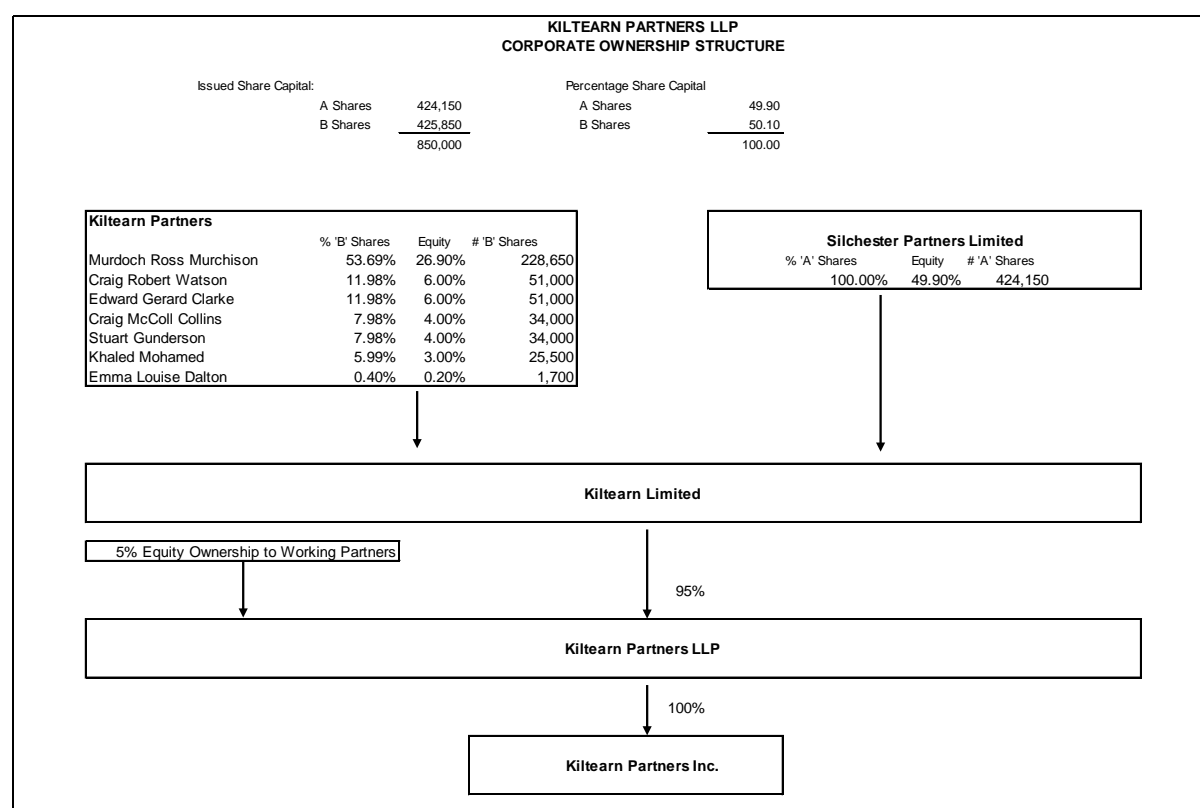 KILTEARN PARTNERS LLP
CORPORATE OWNERSHIP STRUCTURE
Issued Share Capital: Percentage Share Capital
A Shares 424,150 A Shares 49.90
B Shares 425,850 B Shares 50.10
850,000 100.00
Kiltearn Partners
% 'B' Shares Equity # 'B' Shares
Murdoch Ross Murchison 53.69% 26.90% 228,650
Craig Robert Watson 11.98% 6.00% 51,000
Edward Gerard Clarke 11.98% 6.00% 51,000
Craig McColl Collins 7.98% 4.00% 34,000
Stuart Gunderson 7.98% 4.00% 34,000
Khaled Mohamed 5.99% 3.00% 25,500
Emma Louise Dalton 0.40% 0.20% 1,700
Silchester Partners Limited
% 'A' Shares Equity # 'A' Shares
100.00% 49.90% 424,150
Kiltearn Limited
5% Equity Ownership to Working Partners
95%
Kiltearn Partners LLP
100%
Kiltearn Partners Inc.